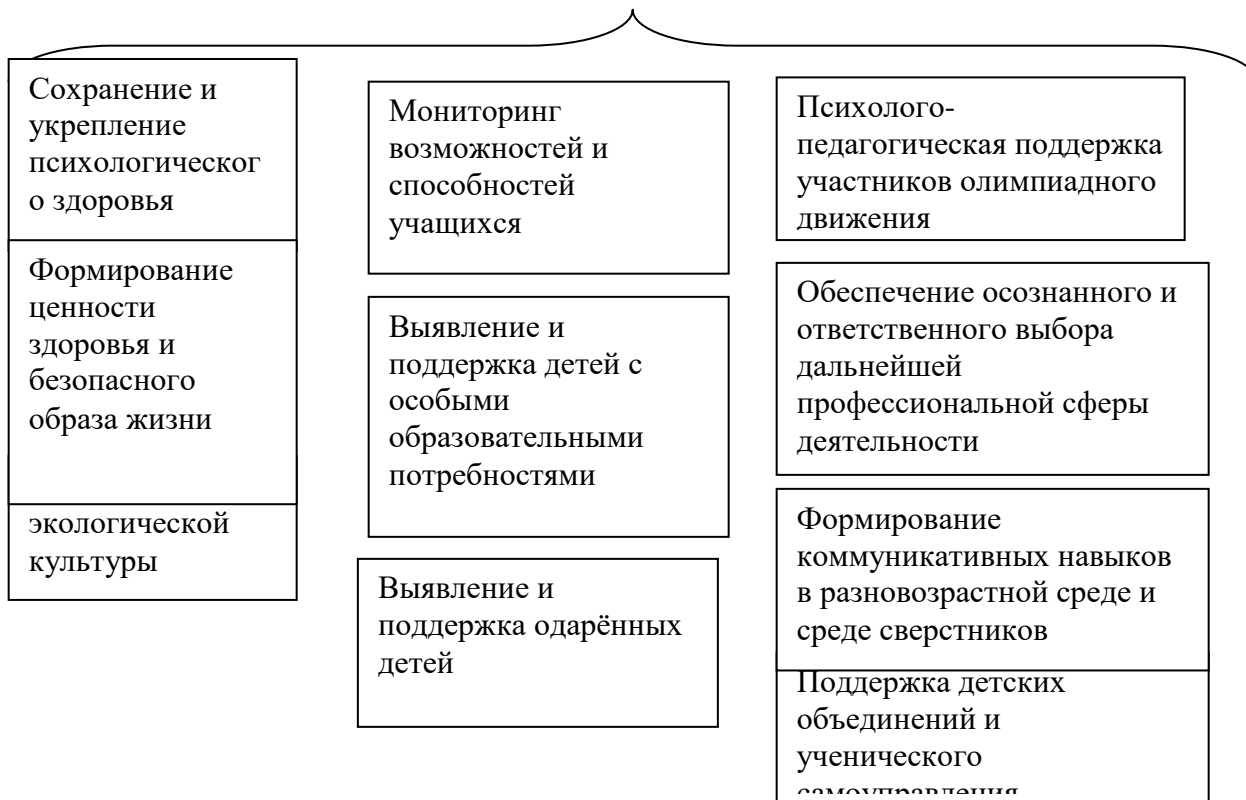 Сохранение и
укрепление
психологическог
о здоровья
Формирование
ценности
здоровья и
безопасного
образа жизни
экологической
культуры
Мониторинг
возможностей и
способностей
учащихся
Выявление и
поддержка детей с
особыми
образовательными
потребностями
Выявление и
поддержка одарённых
детей
Психолого-
педагогическая поддержка
участников олимпиадного
движения
Обеспечение осознанного и
ответственного выбора
дальнейшей
профессиональной сферы
деятельности
Формирование
коммуникативных навыков
в разновозрастной среде и
среде сверстников
Поддержка детских
объединений и
ученического
самоуправления